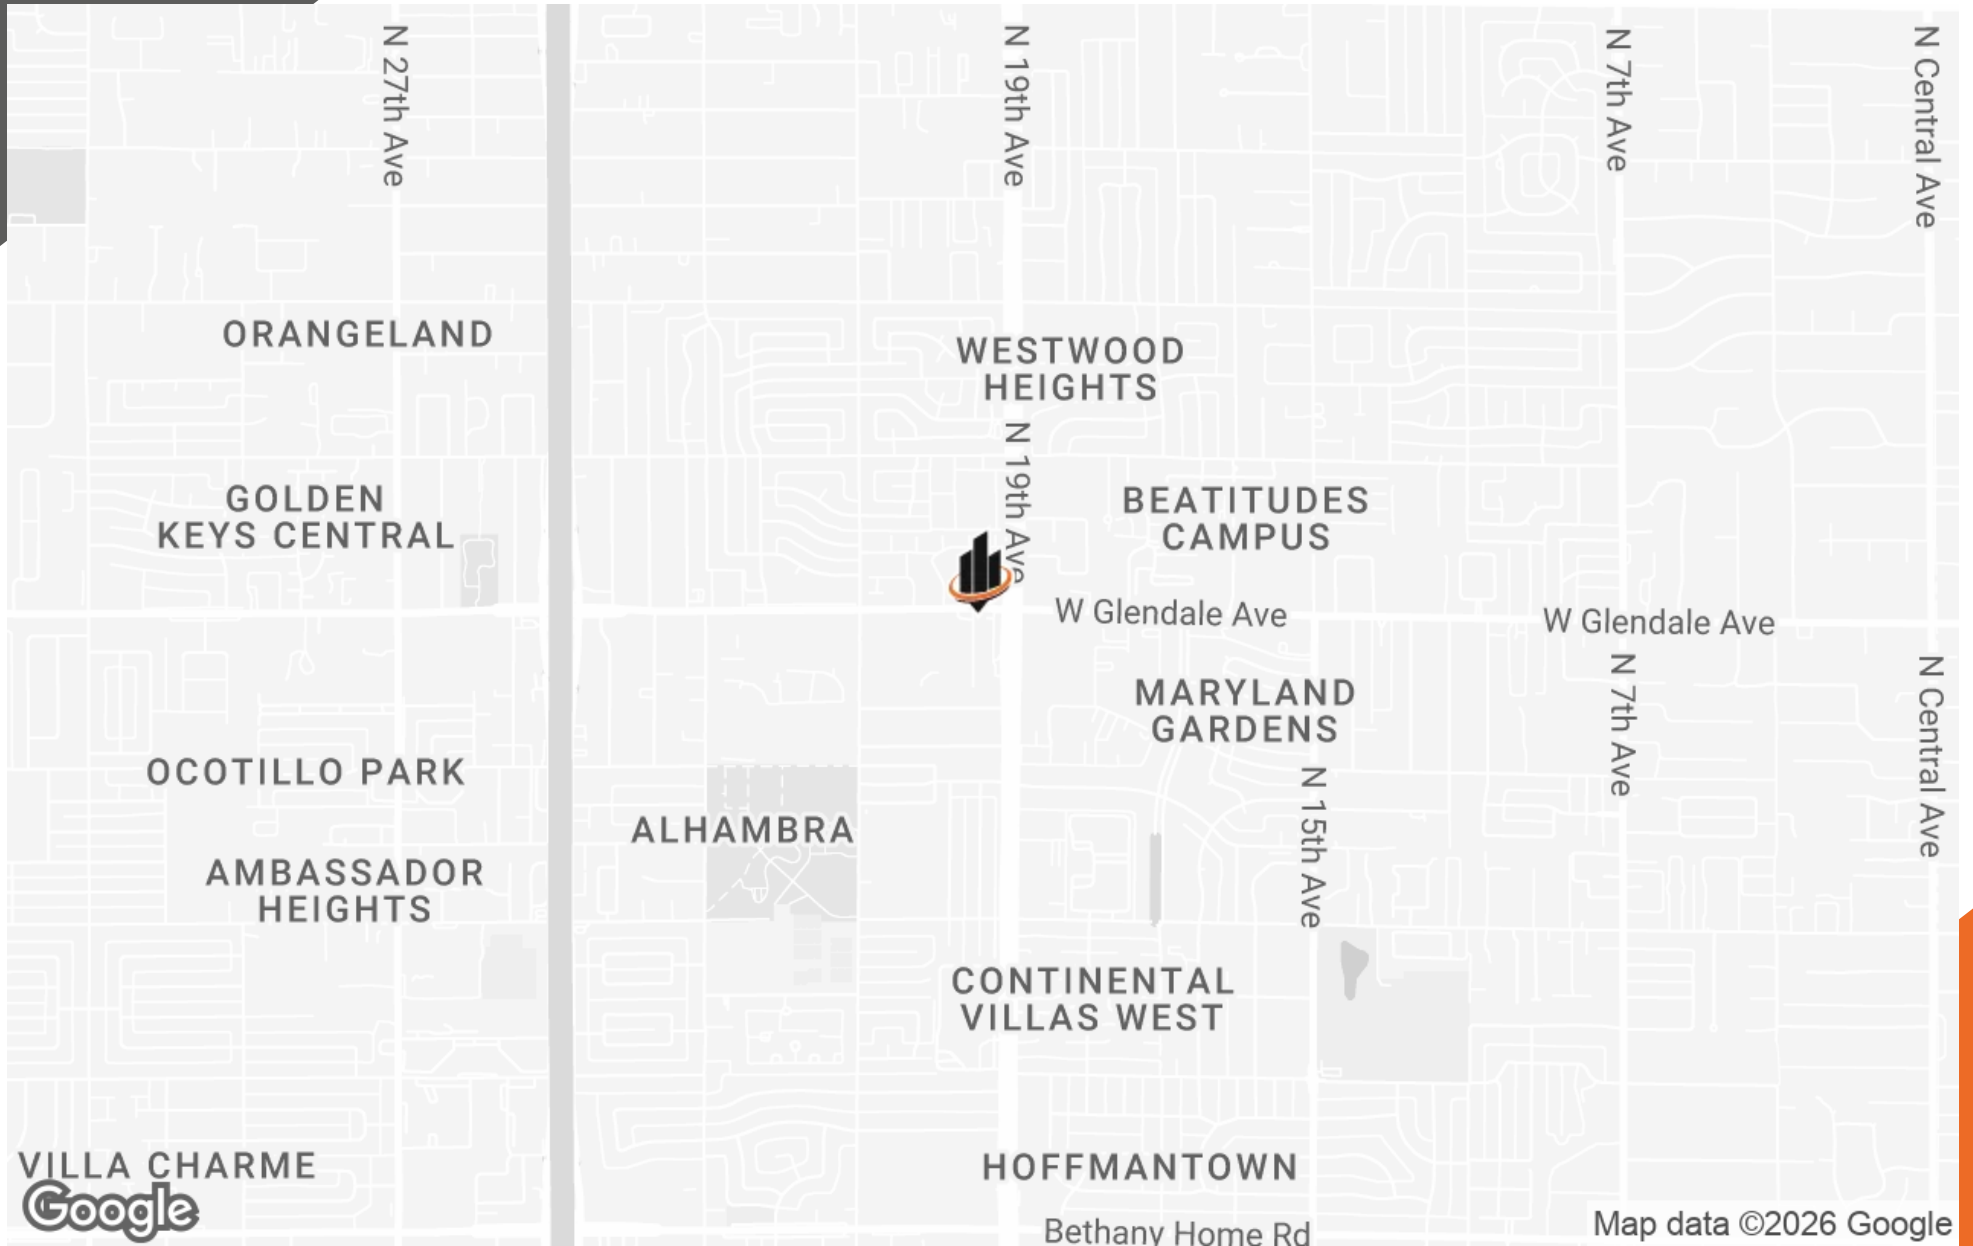 N 27th Ave
N 19th Ave
N 7th Ave
N Central Ave
ORANGELAND
WESTWOOD
HEIGHTS
N 19th Ave
GOLDEN
KEYS CENTRAL
BEATITUDES
CAMPUS
W Glendale Ave
W Glendale Ave
N 7th Ave
N Central Ave
MARYLAND
GARDENS
OCOTILLO PARK
N 15th Ave
ALHAMBRA
AMBASSADOR
HEIGHTS
CONTINENTAL
VILLAS WEST
VILLA CHARME
HOFFMANTOWN
Google
Bethany Home Rd
Map data ©2026 Google